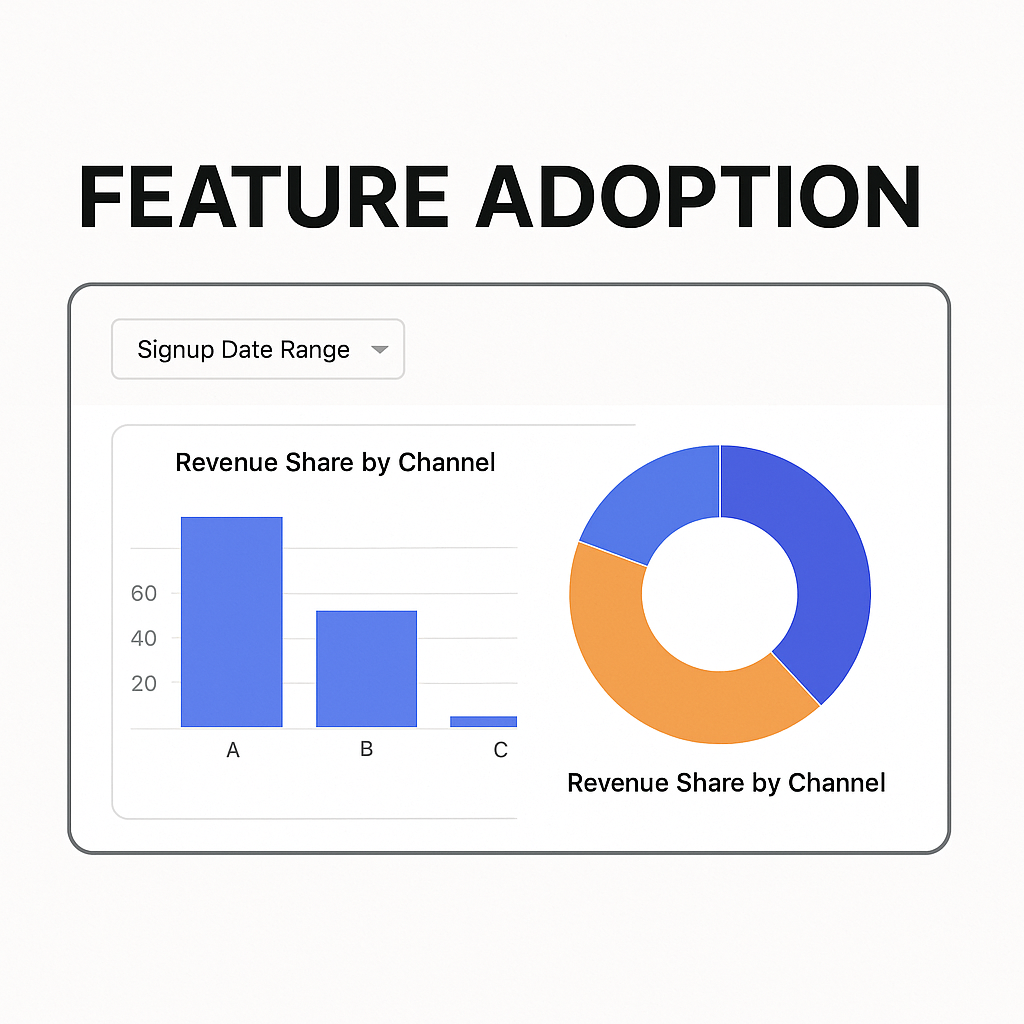 FEATURE ADOPTION
Signup Date Range
Revenue Share by Channel
60
40
20
A
B
C
Revenue Share by Channel